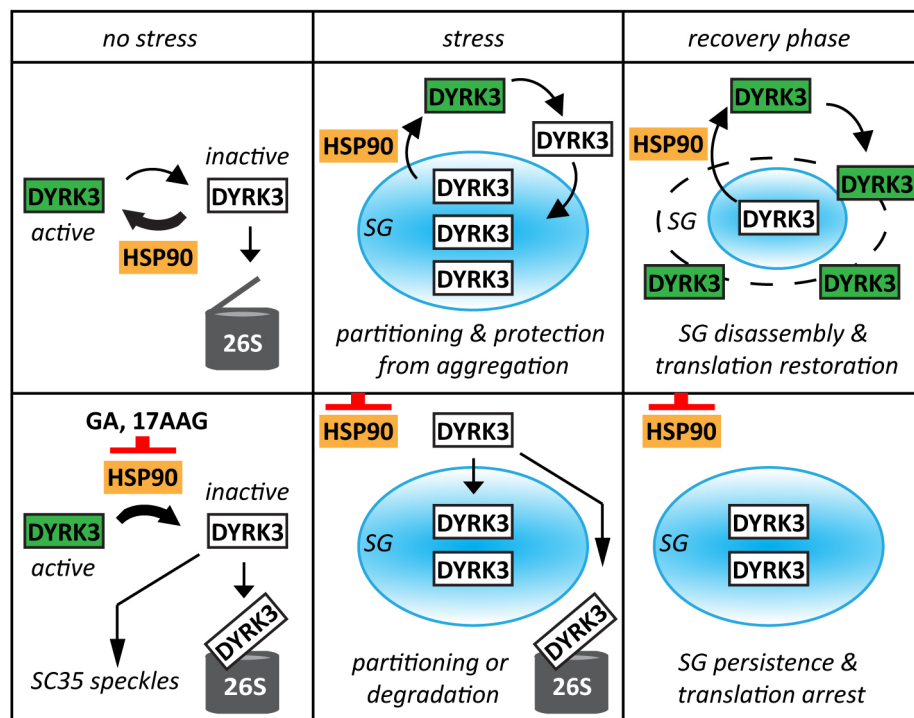 no stress
stress
recovery phase
inactive
DYRK3
DYRK3
active
HSP90
26S
DYRK3
HSP90
DYRK3
DYRK3
SG
DYRK3
DYRK3
partitioning & protection
from aggregation
DYRK3
HSP90
DYRK3
SG
DYRK3
DYRK3
DYRK3
SG disassembly &
translation restoration
GA, 17AAG
HSP90
inactive
DYRK3
DYRK3
active
DYRK3
SC35 speckles
26S
HSP90
DYRK3
DYRK3
SG
DYRK3
DYRK3
partitioning or
degradation
26S
HSP90
DYRK3
SG
DYRK3
SG persistence &
translation arrest